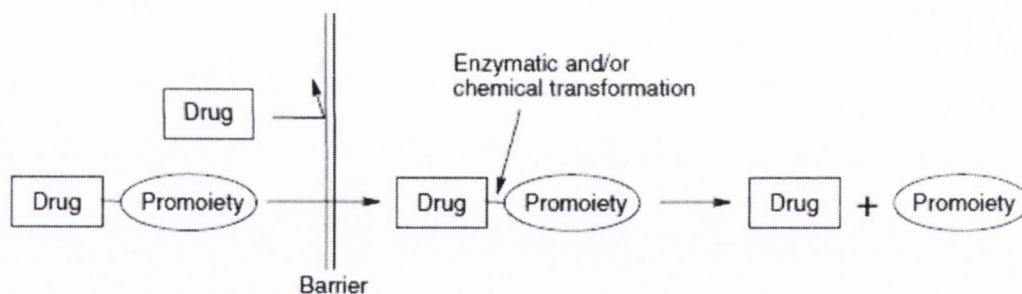 Enzymatic and/or
chemical transformation
Drug
Drug
Promoiety
Drug
Promoiety
Drug
+
Promoiety
Barrier